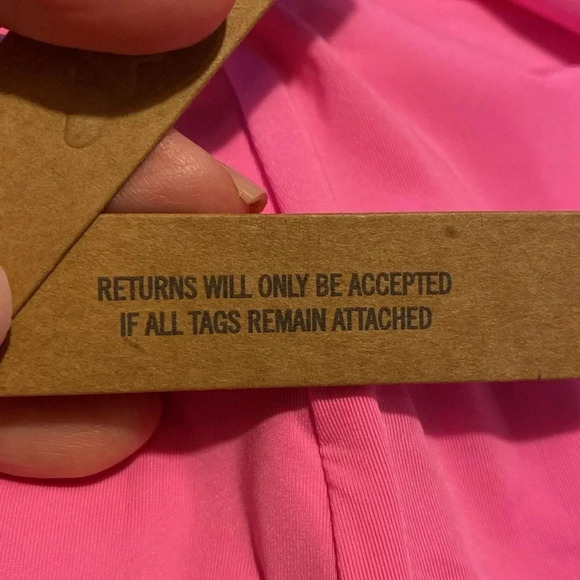 RETURNS WILL ONLY BE ACCEPTED
IF ALL TAGS REMAIN ATTACHED